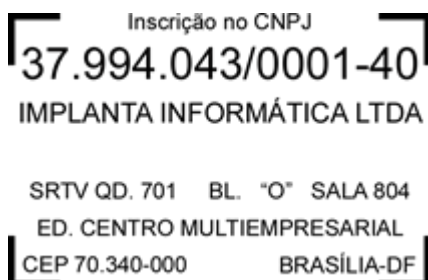 Inscrição no CNPJ
37.994.043/0001-40
IMPLANTA INFORMÁTICA LTDA
SRTV QD. 701 BL. "O" SALA 804
ED. CENTRO MULTIEMPRESARIAL
CEP 70.340-000 BRASÍLIA-DF